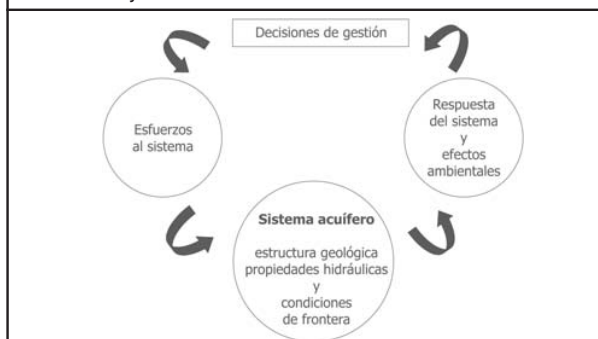 Decisiones de gestión
Esfuerzos
al sistema
Respuesta
del sistema
y
efectos
ambientales
Sistema acuífero
estructura geológica
propiedades hidráulicas
y
condiciones
de frontera